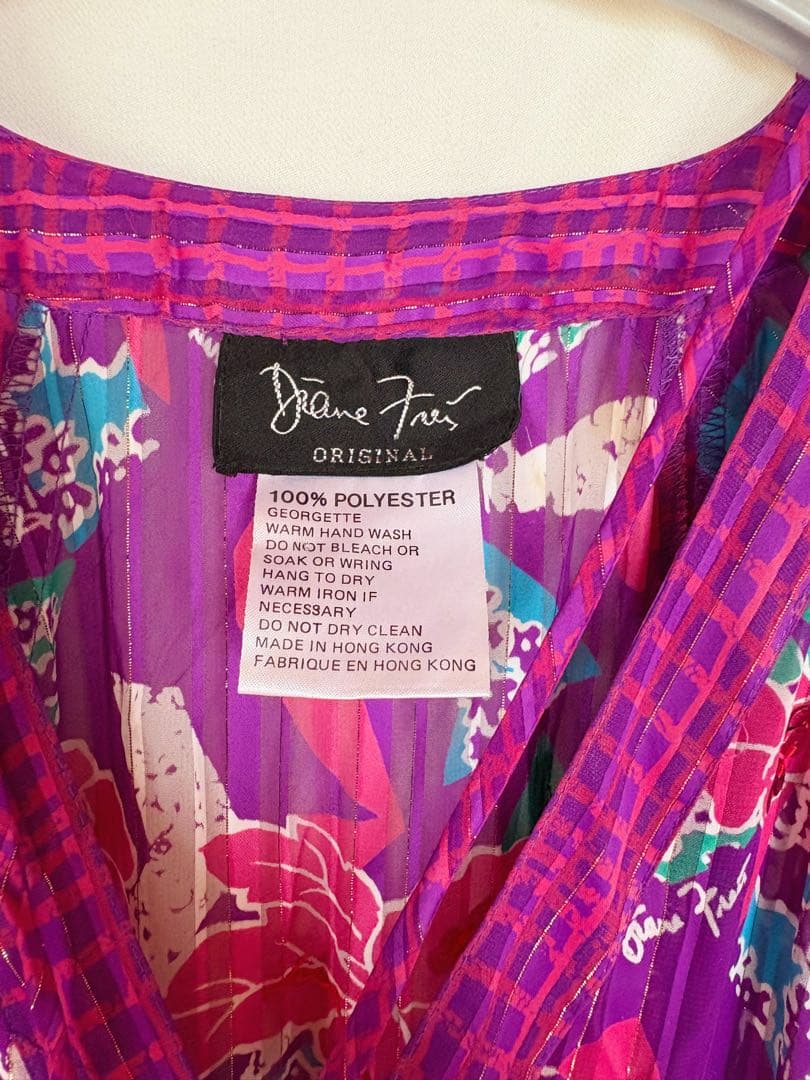 Diane Freis
ORIGINAL
100% POLYESTER
GEORGETTE
WARM HAND WASH
DO NOT BLEACH OR
SOAK OR WRING
HANG TO DRY
WARM IRON IF
NECESSARY
DO NOT DRY CLEAN
MADE IN HONG KONG
FABRIQUE EN HONG KONG
Diane Freis